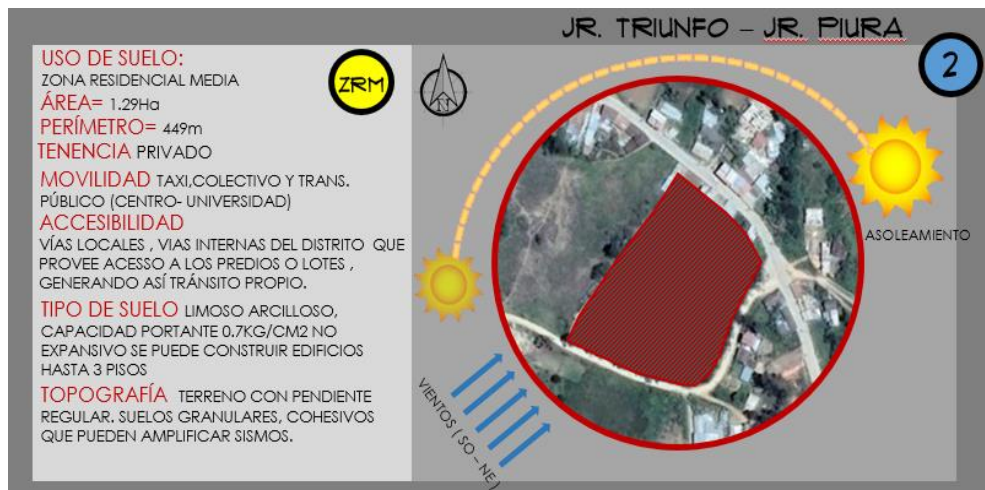 JR. TRIUNFO – JR. PIURA
2
USO DE SUELO:
ZONA RESIDENCIAL MEDIA
ZRM
ÁREA= 1.29Ha
PERÍMETRO= 449m
TENENCIA PRIVADO
MOVILIDAD TAXI,COLECTIVO Y TRANS.
PÚBLICO (CENTRO- UNIVERSIDAD)
ACCESIBILIDAD
VÍAS LOCALES , VIAS INTERNAS DEL DISTRITO QUE
PROVEE ACESSO A LOS PREDIOS O LOTES ,
GENERANDO ASÍ TRÁNSITO PROPIO.
TIPO DE SUELO LIMOSO ARCILLOSO,
CAPACIDAD PORTANTE 0.7KG/CM2 NO
EXPANSIVO SE PUEDE CONSTRUIR EDIFICIOS
HASTA 3 PISOS
TOPOGRAFÍA TERRENO CON PENDIENTE
REGULAR. SUELOS GRANULARES, COHESIVOS
QUE PUEDEN AMPLIFICAR SISMOS.
N
ASOLEAMIENTO
VIENTOS ( SO – NE )